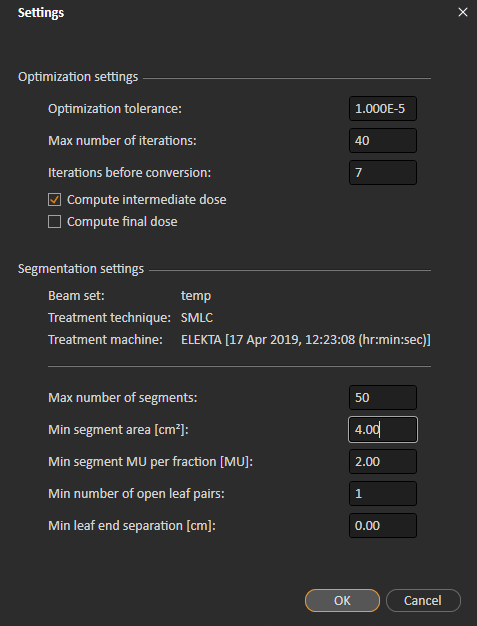 Settings
Optimization settings
Optimization tolerance: 1.000E-5
Max number of iterations: 40
Iterations before conversion: 7
Compute intermediate dose
Compute final dose
Segmentation settings
Beam set: temp
Treatment technique: SMLC
Treatment machine: ELEKTA [17 Apr 2019, 12:23:08 (hr:min:sec)]
Max number of segments: 50
Min segment area [cm²]: 4.00
Min segment MU per fraction [MU]: 2.00
Min number of open leaf pairs: 1
Min leaf end separation [cm]: 0.00
OK Cancel